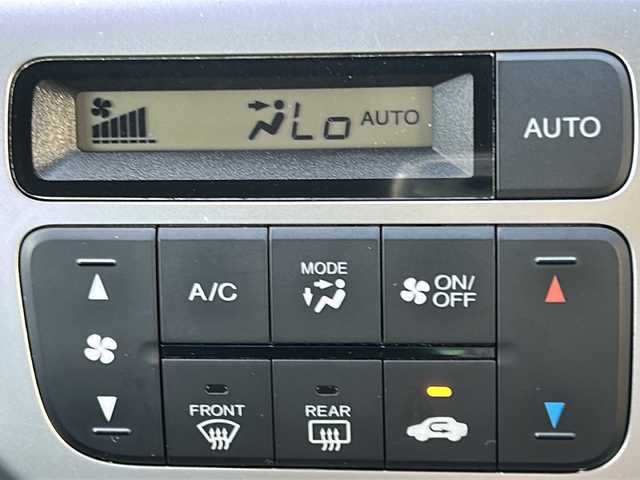 Lo AUTO
AUTO
A/C
MODE
ON/
OFF
FRONT
REAR